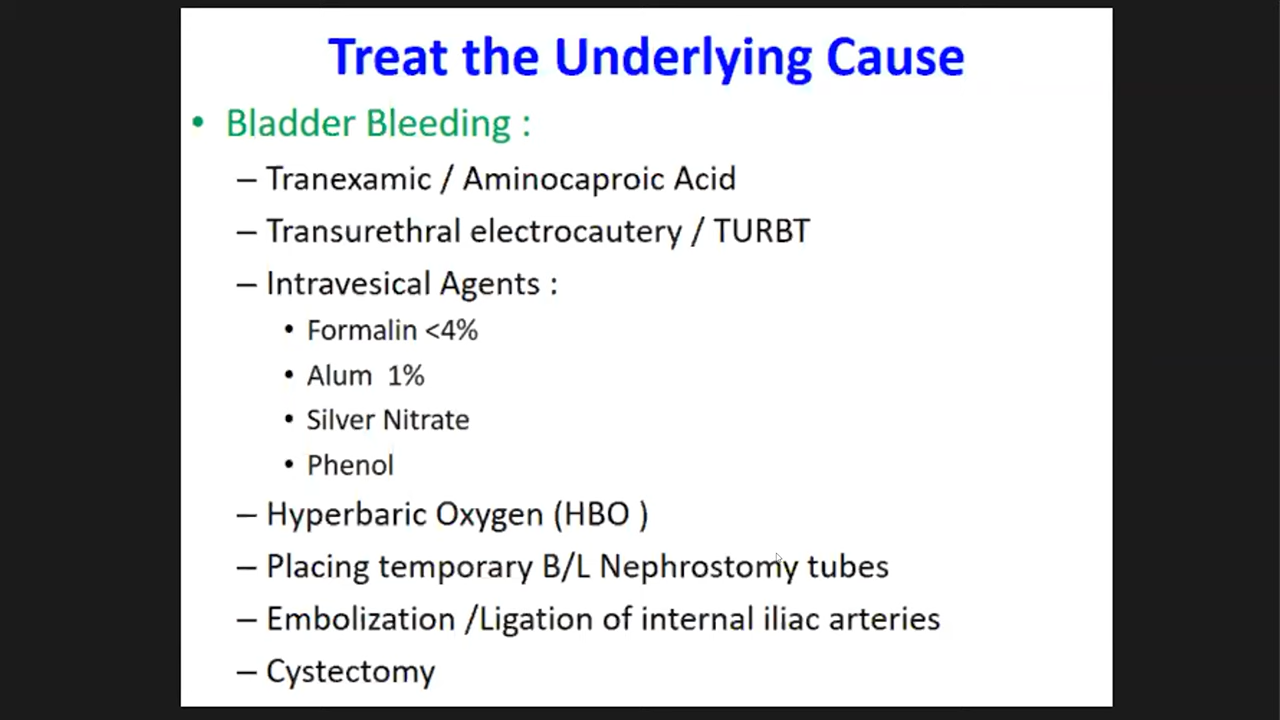 Treat the Underlying Cause
• Bladder Bleeding :
– Tranexamic / Aminocaproic Acid
– Transurethral electrocautery / TURBT
– Intravesical Agents :
• Formalin <4%
• Alum 1%
• Silver Nitrate
• Phenol
– Hyperbaric Oxygen (HBO )
– Placing temporary B/L Nephrostomy tubes
– Embolization /Ligation of internal iliac arteries
– Cystectomy